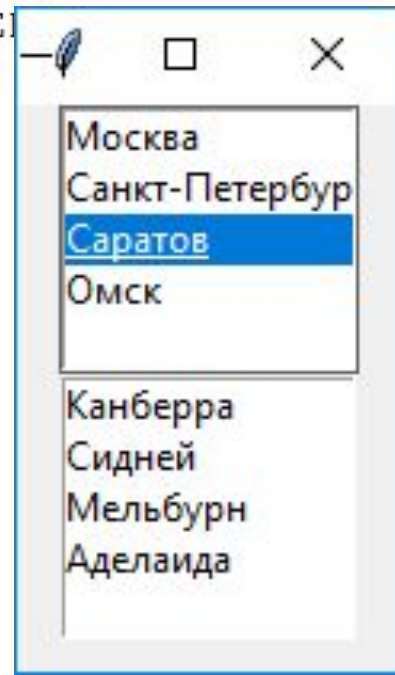 Москва
Санкт-Петербур
Саратов
Омск
Канберра
Сидней
Мельбурн
Аделаида